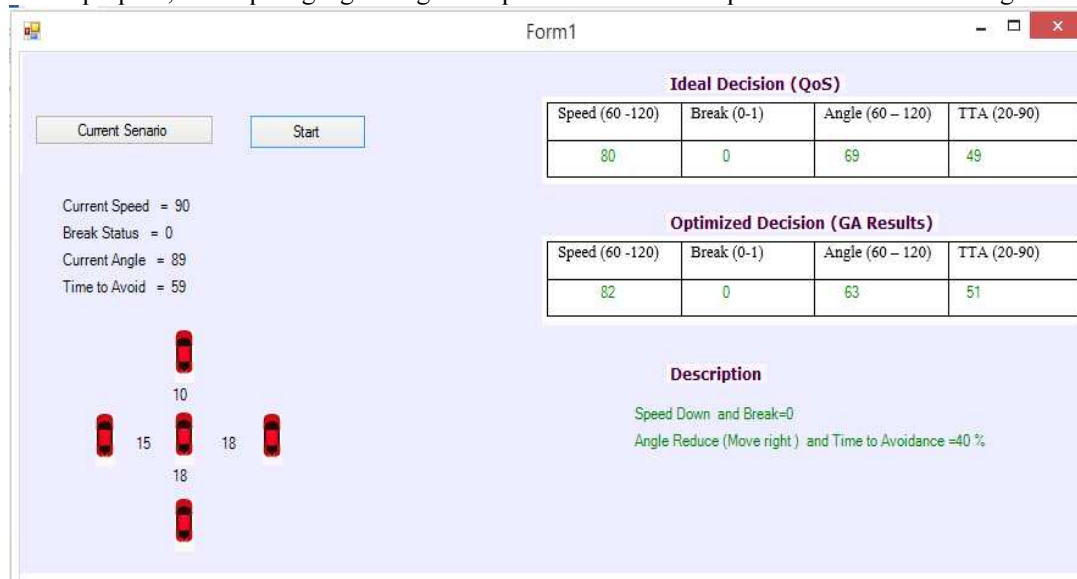 Form1
Current Senario
Start
Current Speed = 90
Break Status = 0
Current Angle = 89
Time to Avoid = 59
10
15
18
18
Ideal Decision (QoS)
Speed (60 -120) Break (0-1) Angle (60 – 120) TTA (20-90)
80 0 69 49
Optimized Decision (GA Results)
Speed (60 -120) Break (0-1) Angle (60 – 120) TTA (20-90)
82 0 63 51
Description
Speed Down and Break=0
Angle Reduce (Move right ) and Time to Avoidance =40 %